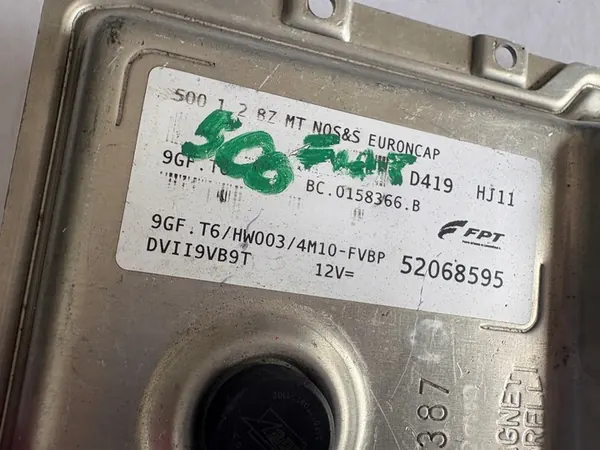 500 1.2 8Z MT NOS&S EURONCAP
500
9GF.T D419 HJ11
BC.0158366.B
9GF.T6/HW003/4M10-FVBP
FPT
DVII9VB9T 12V= 52068595
387